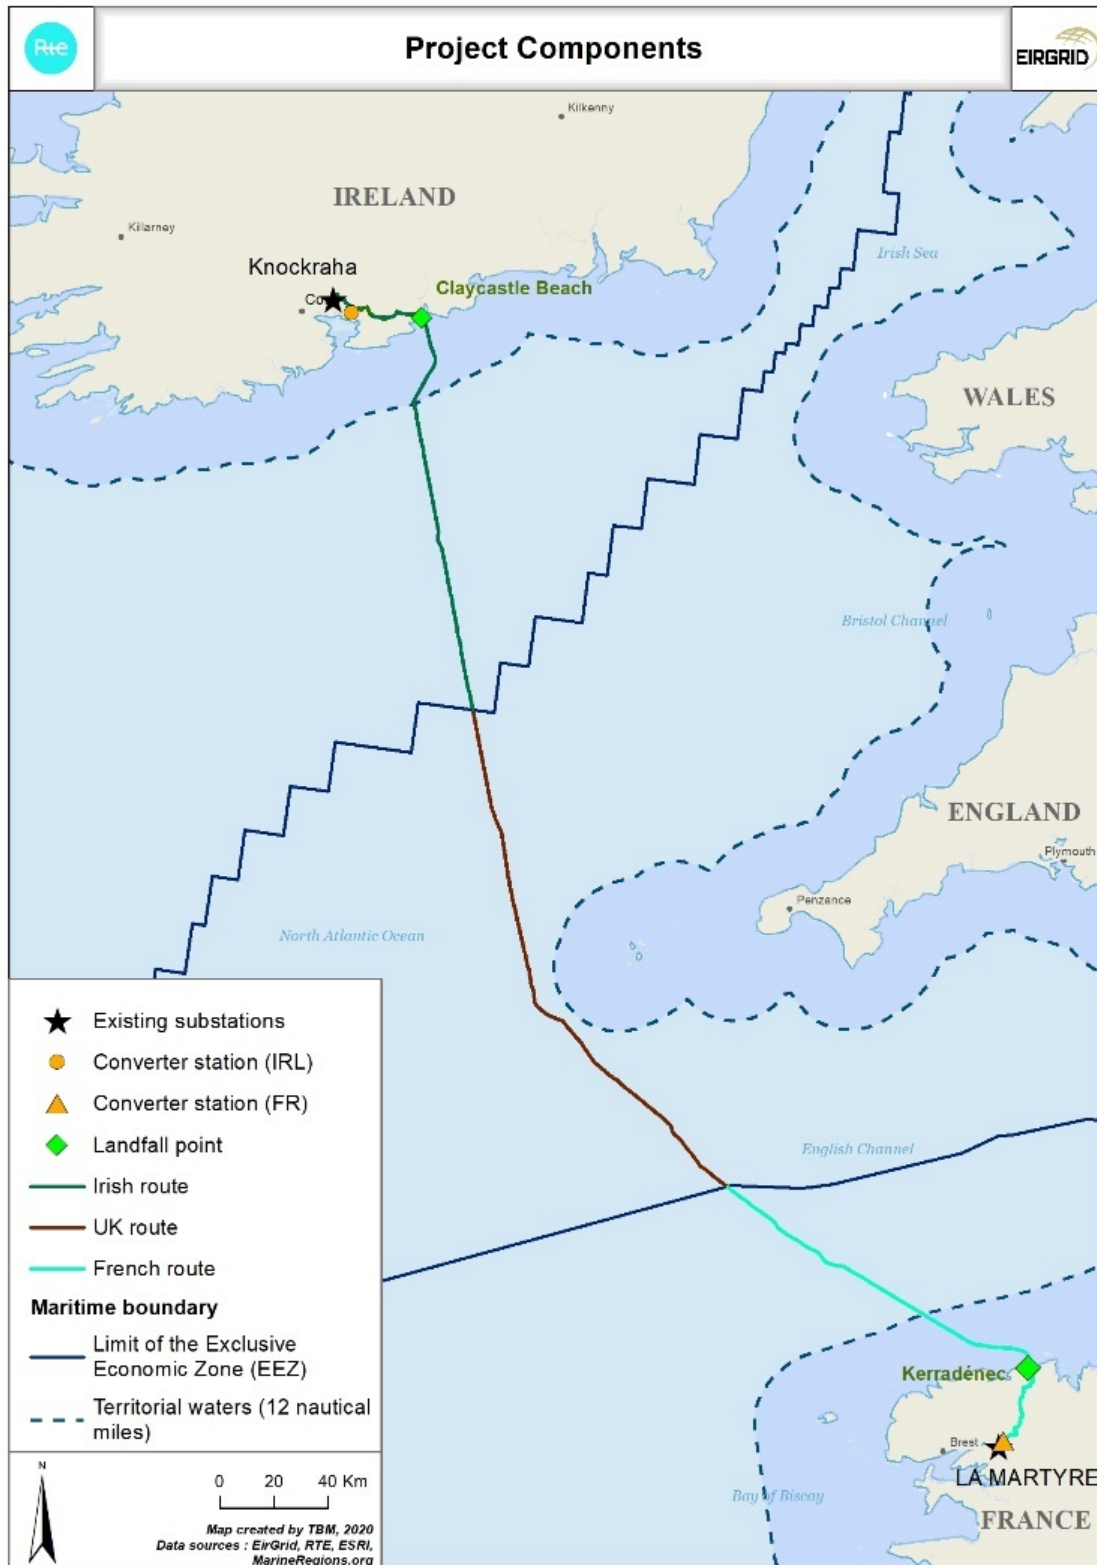 Rte
Project Components
EIRGRID
Kilkenny
IRELAND
Killarney
Irish Sea
Knockraha
Co
Claycastle Beach
WALES
Bristol Channel
ENGLAND
Plymouth
Penzance
North Atlantic Ocean
Existing substations
Converter station (IRL)
Converter station (FR)
Landfall point
Irish route
UK route
French route
Maritime boundary
Limit of the Exclusive
Economic Zone (EEZ)
Territorial waters (12 nautical
miles)
English Channel
Kerradénec
Brest
LA MARTYRE
Bay of Biscay
FRANCE
N
0 20 40 Km
Map created by TBM, 2020
Data sources : EirGrid, RTE, ESRI,
MarineRegions.org